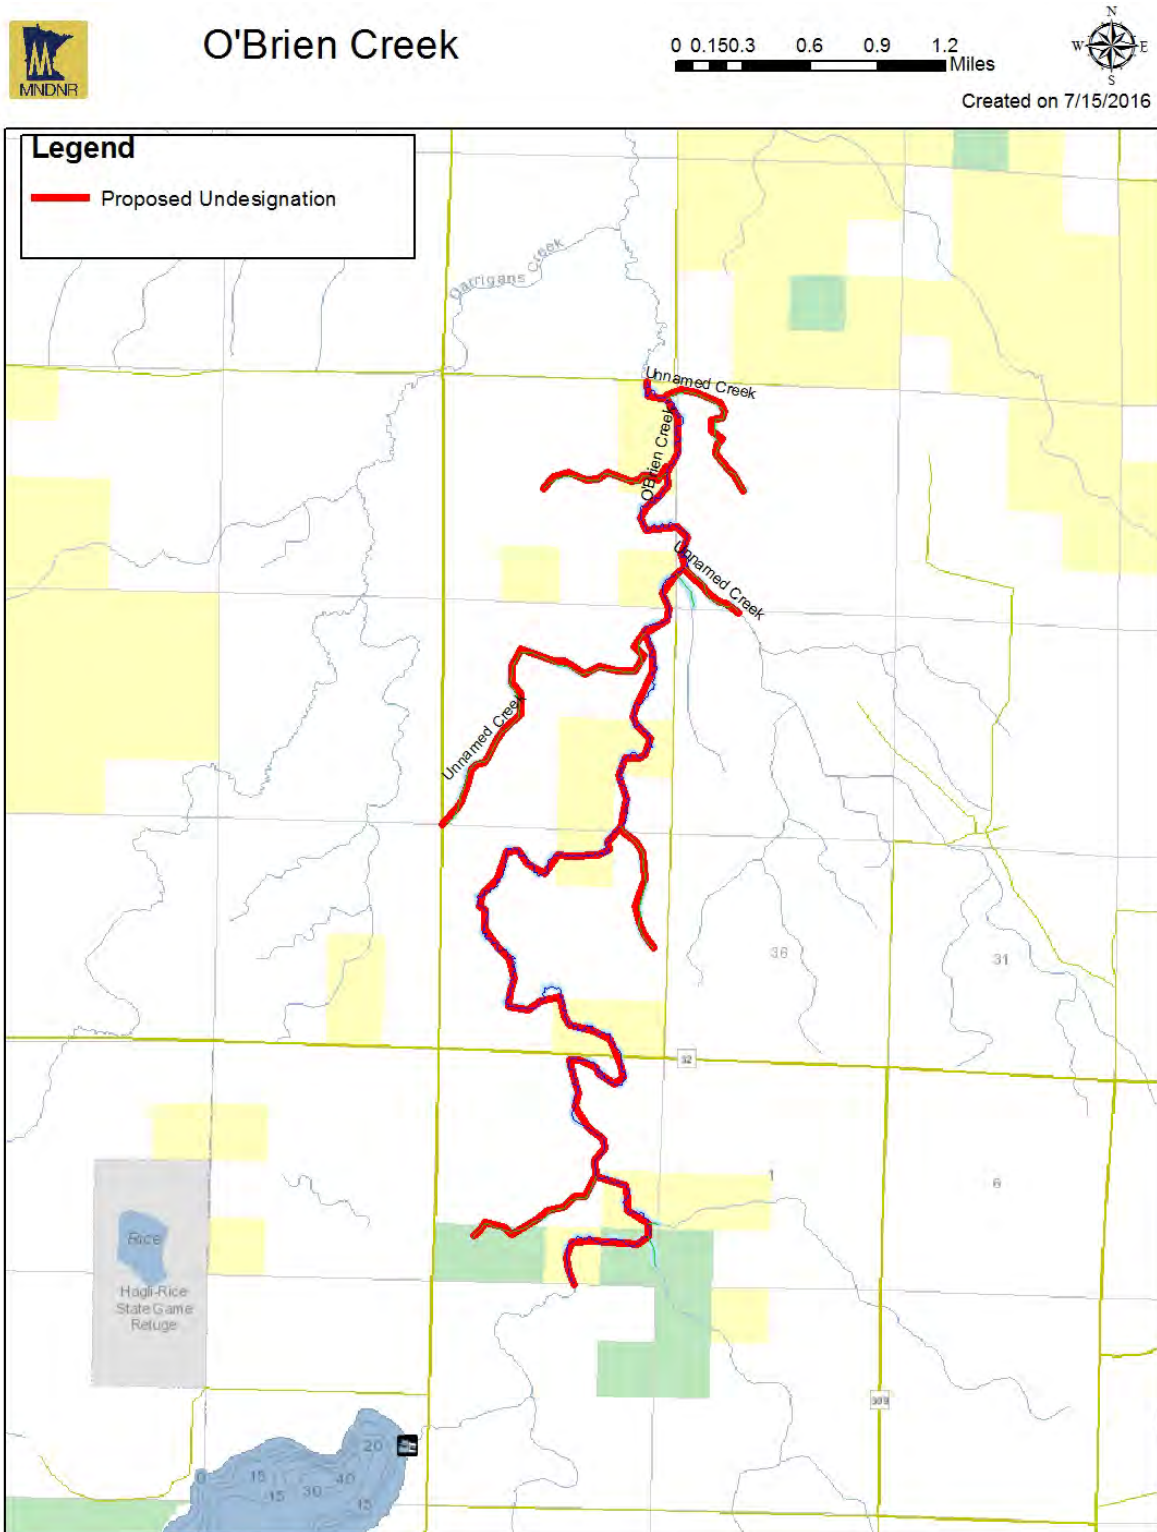 MNDNR
O'Brien Creek
0 0.15 0.3 0.6 0.9 1.2
Miles
N
W E
S
Created on 7/15/2016
Legend
Proposed Undesignation
Darrigans Creek
Unnamed Creek
O'Brien Creek
Unnamed Creek
Unnamed Creek
36
31
32
1
6
Rice
Hagli-Rice
State Game
Refuge
309
20
0
15
40
15
30
15